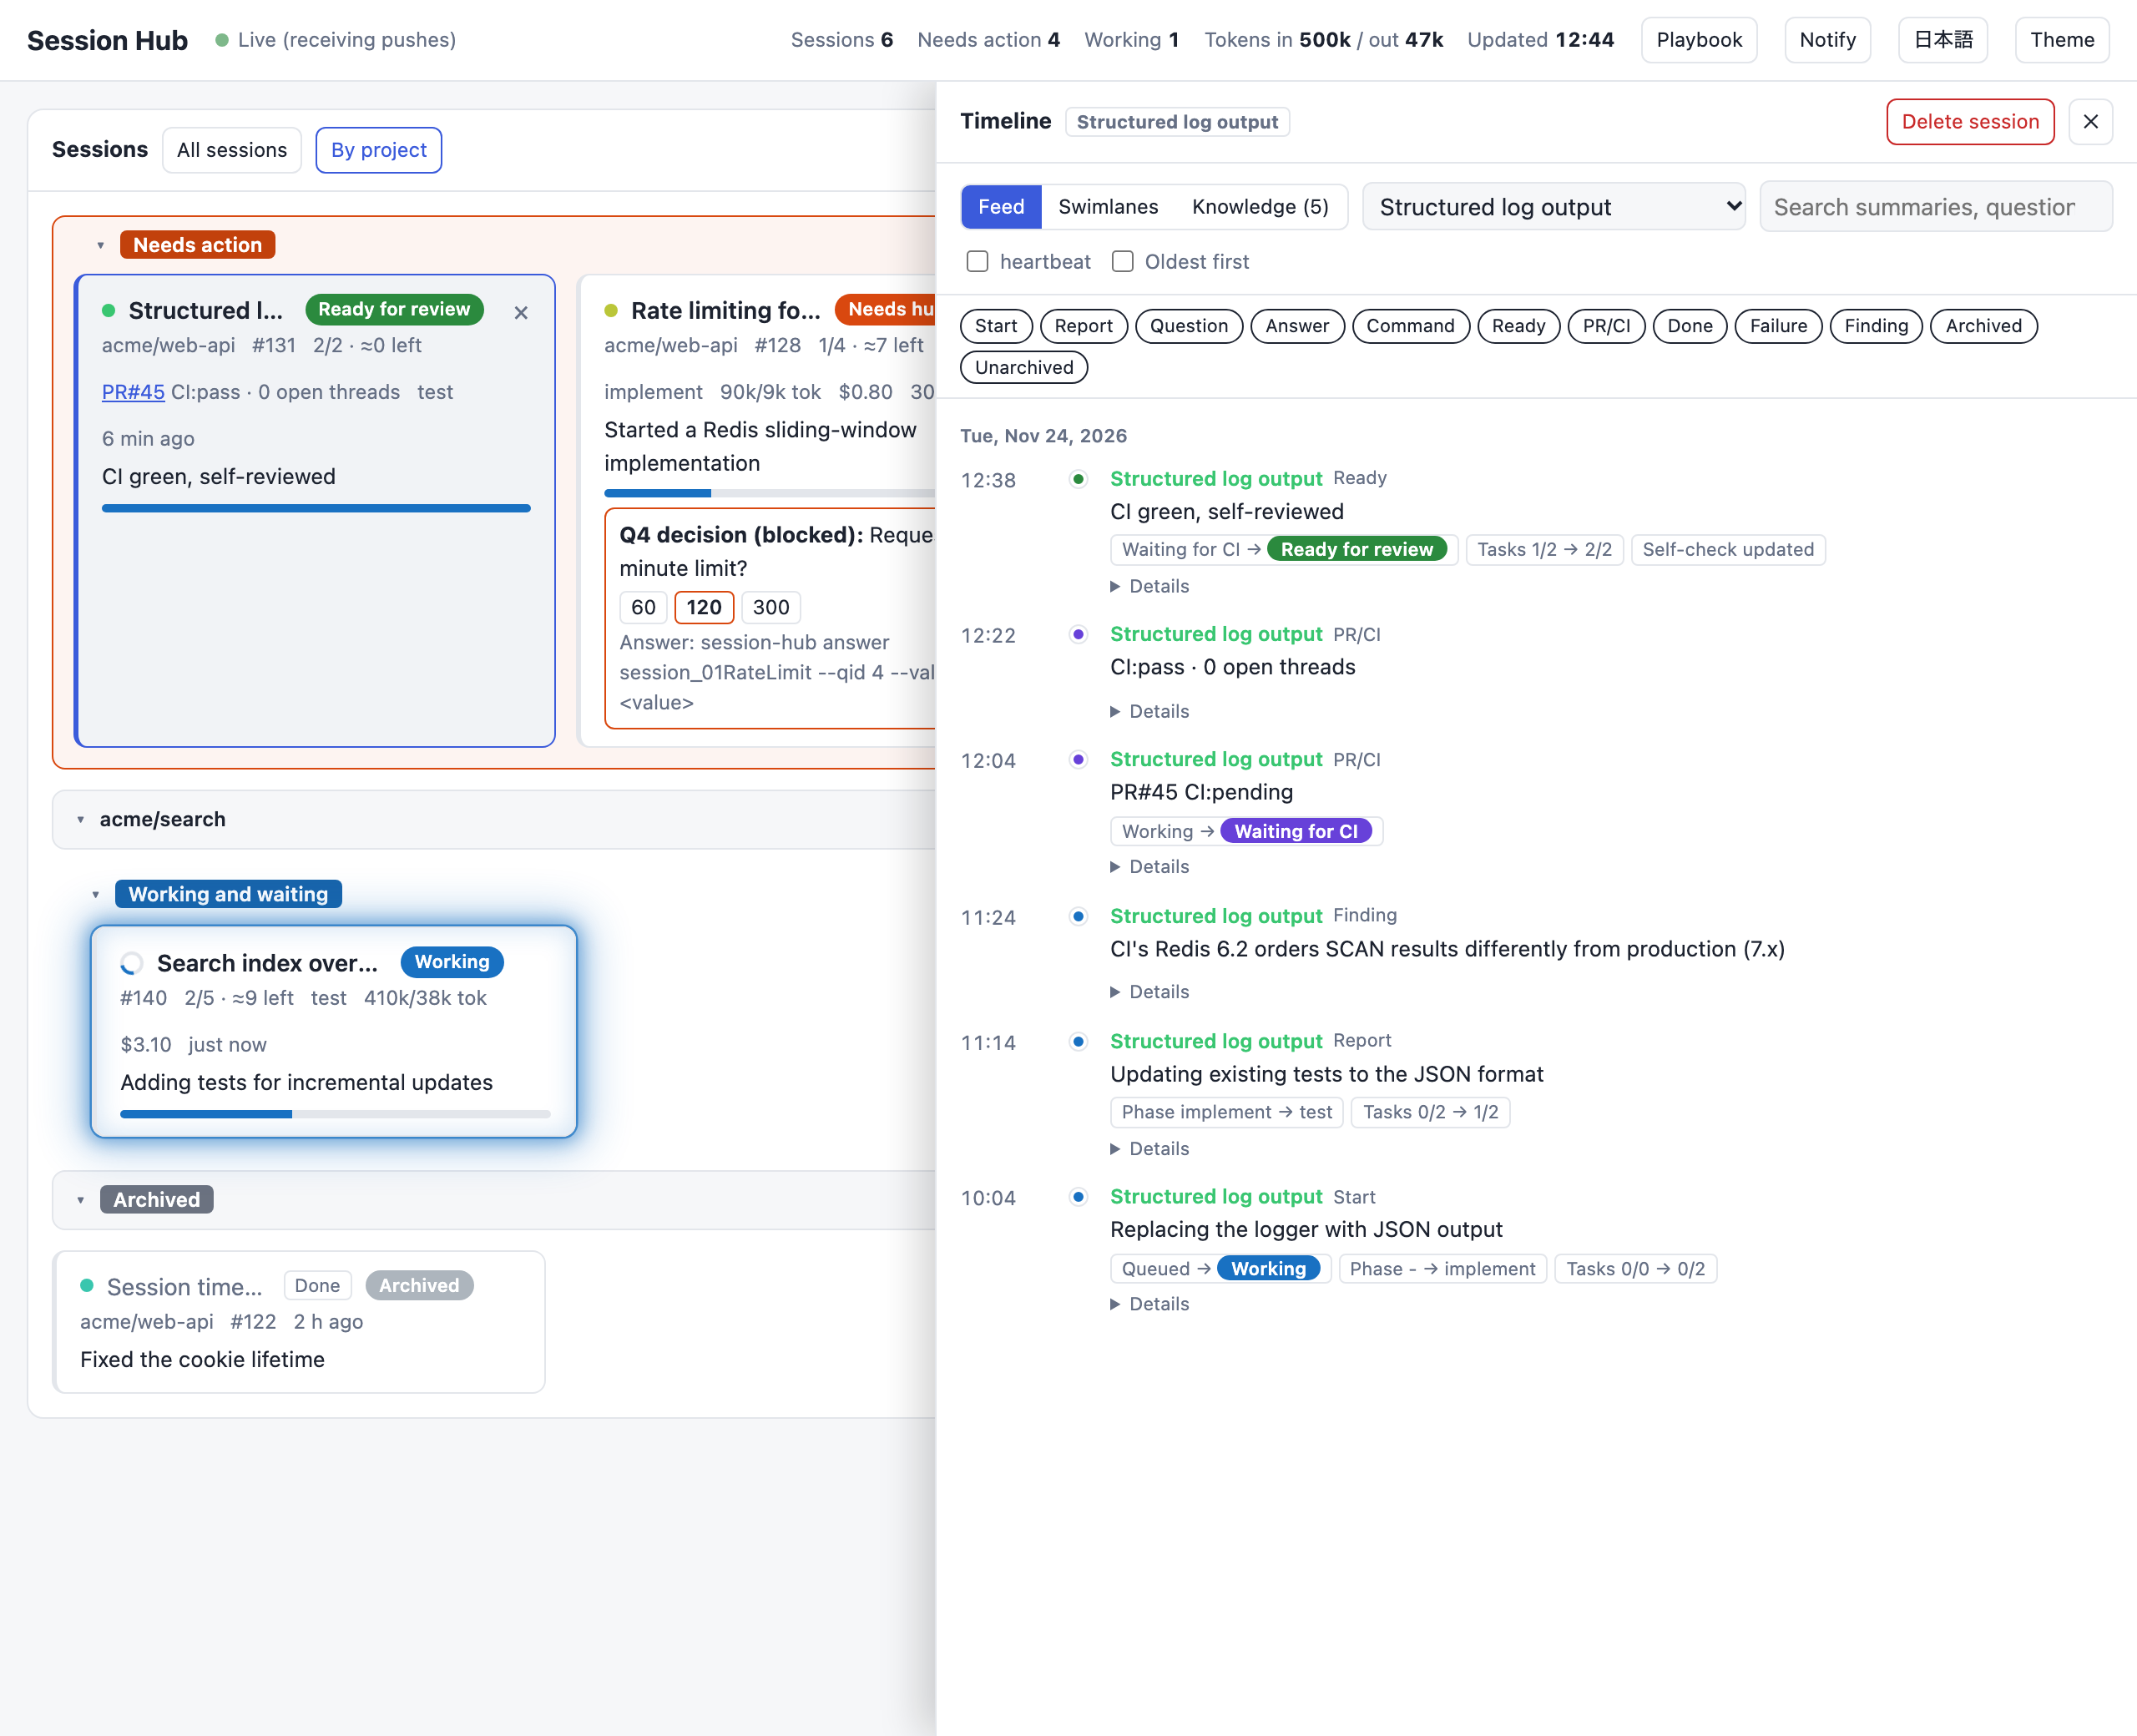 Session Hub Live (receiving pushes) Sessions 6 Needs action 4 Working 1 Tokens in 500k / out 47k Updated 12:44 Playbook Notify 日本語 Theme
Sessions All sessions By project
Needs action
Structured l... Ready for review ×
acme/web-api #131 2/2 · ≈0 left
PR#45 CI:pass · 0 open threads test
6 min ago
CI green, self-reviewed
Rate limiting fo... Needs hu
acme/web-api #128 1/4 · ≈7 left
implement 90k/9k tok $0.80 30
Started a Redis sliding-window
implementation
Q4 decision (blocked): Reque
minute limit?
60 120 300
Answer: session-hub answer
session_01RateLimit --qid 4 --val
<value>
acme/search
Working and waiting
Search index over... Working
#140 2/5 · ≈9 left test 410k/38k tok
$3.10 just now
Adding tests for incremental updates
Archived
Session time... Done Archived
acme/web-api #122 2 h ago
Fixed the cookie lifetime
Timeline Structured log output Delete session ×
Feed Swimlanes Knowledge (5) Structured log output Search summaries, question
heartbeat Oldest first
Start Report Question Answer Command Ready PR/CI Done Failure Finding Archived
Unarchived
Tue, Nov 24, 2026
12:38 Structured log output Ready
CI green, self-reviewed
Waiting for CI → Ready for review Tasks 1/2 → 2/2 Self-check updated
Details
12:22 Structured log output PR/CI
CI:pass · 0 open threads
Details
12:04 Structured log output PR/CI
PR#45 CI:pending
Working → Waiting for CI
Details
11:24 Structured log output Finding
CI's Redis 6.2 orders SCAN results differently from production (7.x)
Details
11:14 Structured log output Report
Updating existing tests to the JSON format
Phase implement → test Tasks 0/2 → 1/2
Details
10:04 Structured log output Start
Replacing the logger with JSON output
Queued → Working Phase - → implement Tasks 0/0 → 0/2
Details